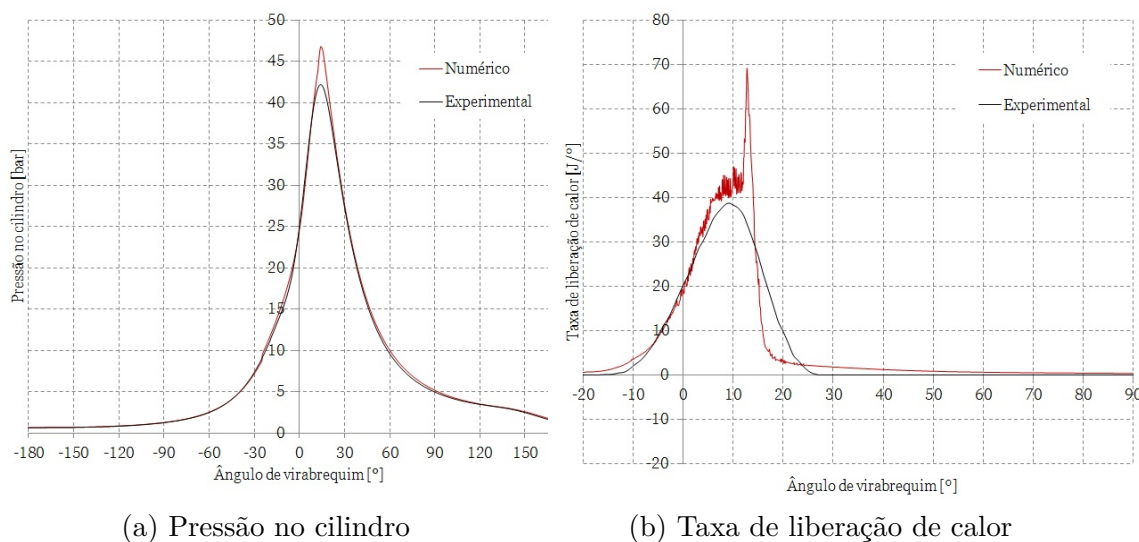 50
45
40
35
30
25
20
15
10
5
0
-180 -150 -120 -90 -60 -30 0 30 60 90 120 150
Pressão no cilindro [bar]
Ângulo de virabrequim [º]
Numérico
Experimental
(a) Pressão no cilindro
80
70
60
50
40
30
20
10
0
-10
-20
-20 -10 0 10 20 30 40 50 60 70 80 90
Taxa de liberação de calor [J/º]
Ângulo de virabrequim [º]
Numérico
Experimental
(b) Taxa de liberação de calor